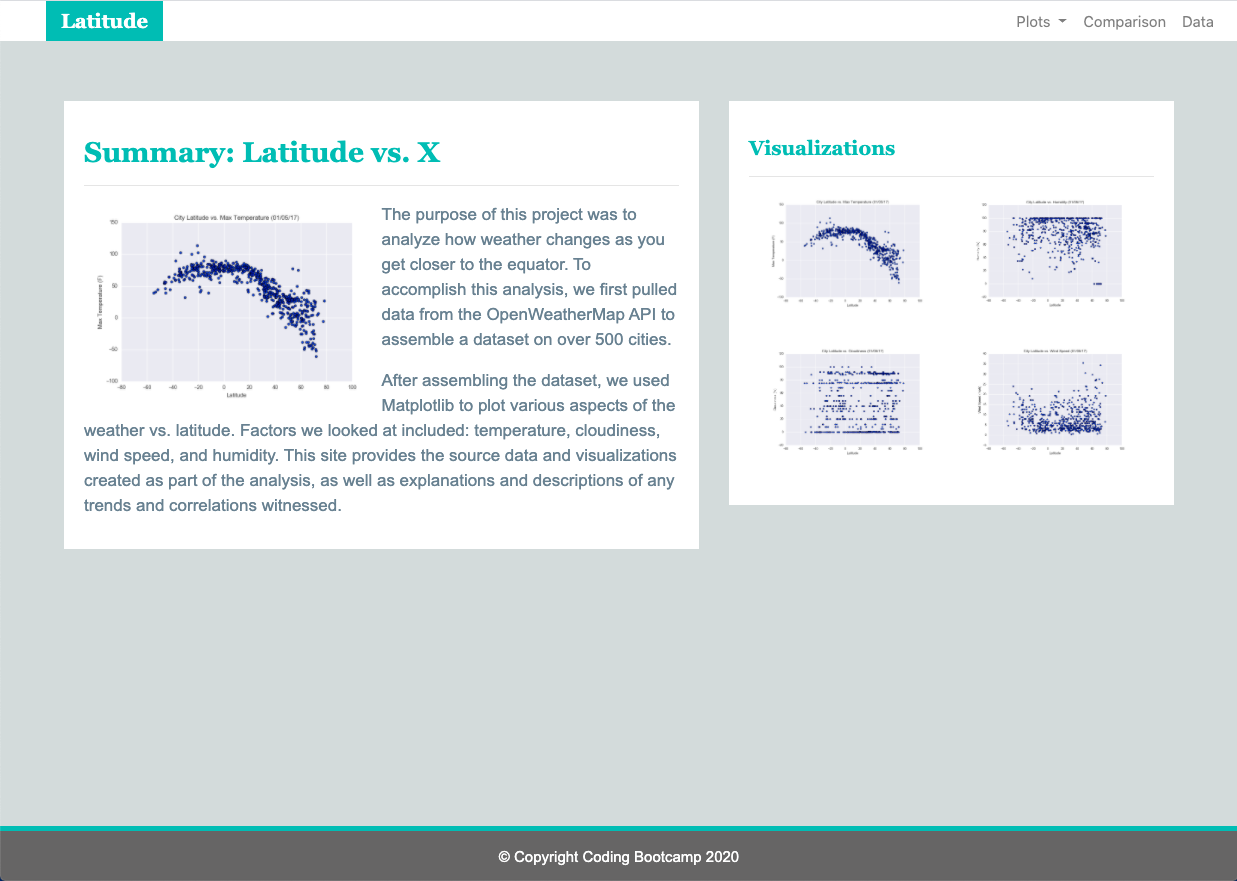 Latitude
Plots
Comparison
Data
Summary: Latitude vs. X
City Latitude vs. Max Temperature (01/05/17)
150
100
50
0
−50
−100
−80 −60 −40 −20 0 20 40 60 80 100
Max Temperature (F)
Latitude
The purpose of this project was to
analyze how weather changes as you
get closer to the equator. To
accomplish this analysis, we first pulled
data from the OpenWeatherMap API to
assemble a dataset on over 500 cities.
After assembling the dataset, we used
Matplotlib to plot various aspects of the
weather vs. latitude. Factors we looked at included: temperature, cloudiness,
wind speed, and humidity. This site provides the source data and visualizations
created as part of the analysis, as well as explanations and descriptions of any
trends and correlations witnessed.
Visualizations
Latitude
Latitude
Latitude
Latitude
© Copyright Coding Bootcamp 2020